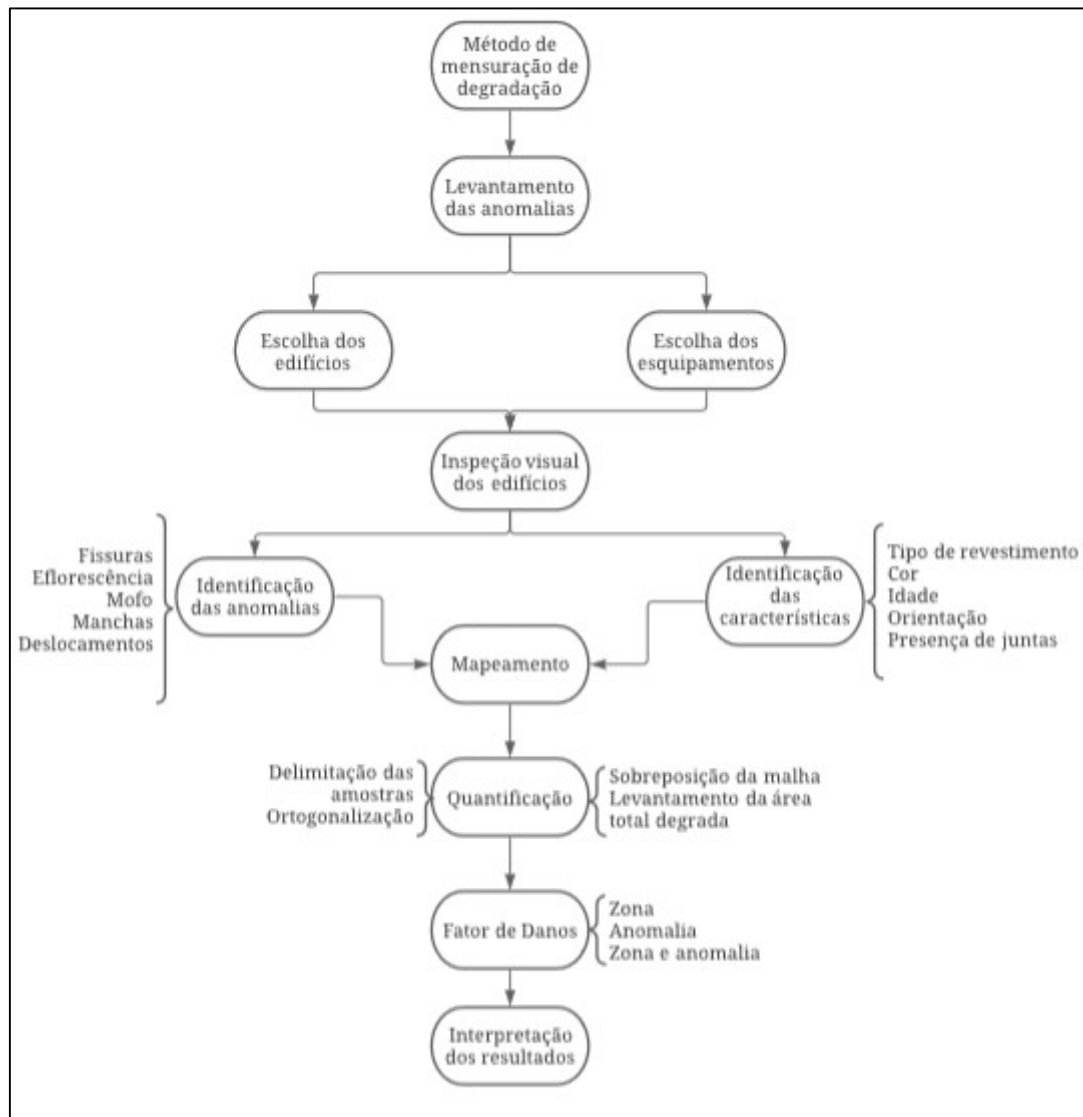 Método de
mensuração de
degradação
Levantamento
das anomalias
Escolha dos
edifícios
Escolha dos
esquipamentos
Inspeção visual
dos edifícios
Fissuras
Eflorescência
Mofo
Manchas
Deslocamentos
Identificação
das anomalias
Identificação
das
características
Tipo de revestimento
Cor
Idade
Orientação
Presença de juntas
Mapeamento
Delimitação das
amostras
Ortogonalização
Quantificação
Sobreposição da malha
Levantamento da área
total degrada
Fator de Danos
Zona
Anomalia
Zona e anomalia
Interpretação
dos resultados